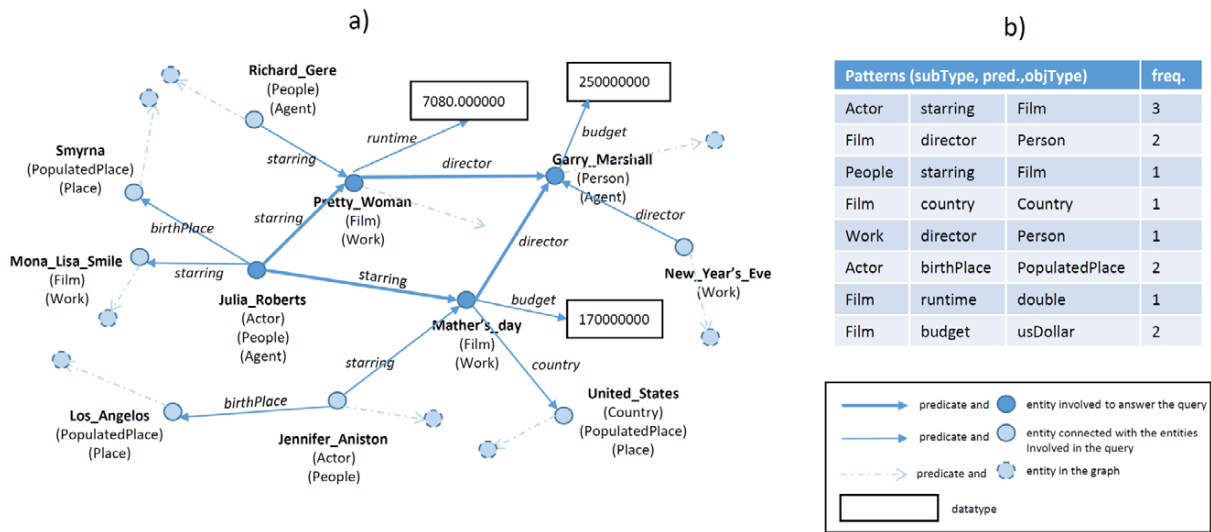 a)
b)
Richard_Gere
(People)
(Agent)
7080.000000
250000000
runtime
budget
starring
director
Smyrna
(PopulatedPlace)
(Place)
Garry_Marshall
(Person)
(Agent)
Pretty_Woman
(Film)
(Work)
starring
birthPlace
director
director
Mona_Lisa_Smile
(Film)
(Work)
starring
starring
New_Year's_Eve
(Work)
Julia_Roberts
(Actor)
(People)
(Agent)
budget
170000000
Mather's_day
(Film)
(Work)
starring
country
Los_Angelos
(PopulatedPlace)
(Place)
birthPlace
Jennifer_Aniston
(Actor)
(People)
United_States
(Country)
(PopulatedPlace)
(Place)
Patterns (subType, pred.,objType) freq.
Actor starring Film 3
Film director Person 2
People starring Film 1
Film country Country 1
Work director Person 1
Actor birthPlace PopulatedPlace 2
Film runtime double 1
Film budget usDollar 2
predicate and entity involved to answer the query
predicate and entity connected with the entities
Involved in the query
predicate and entity in the graph
datatype